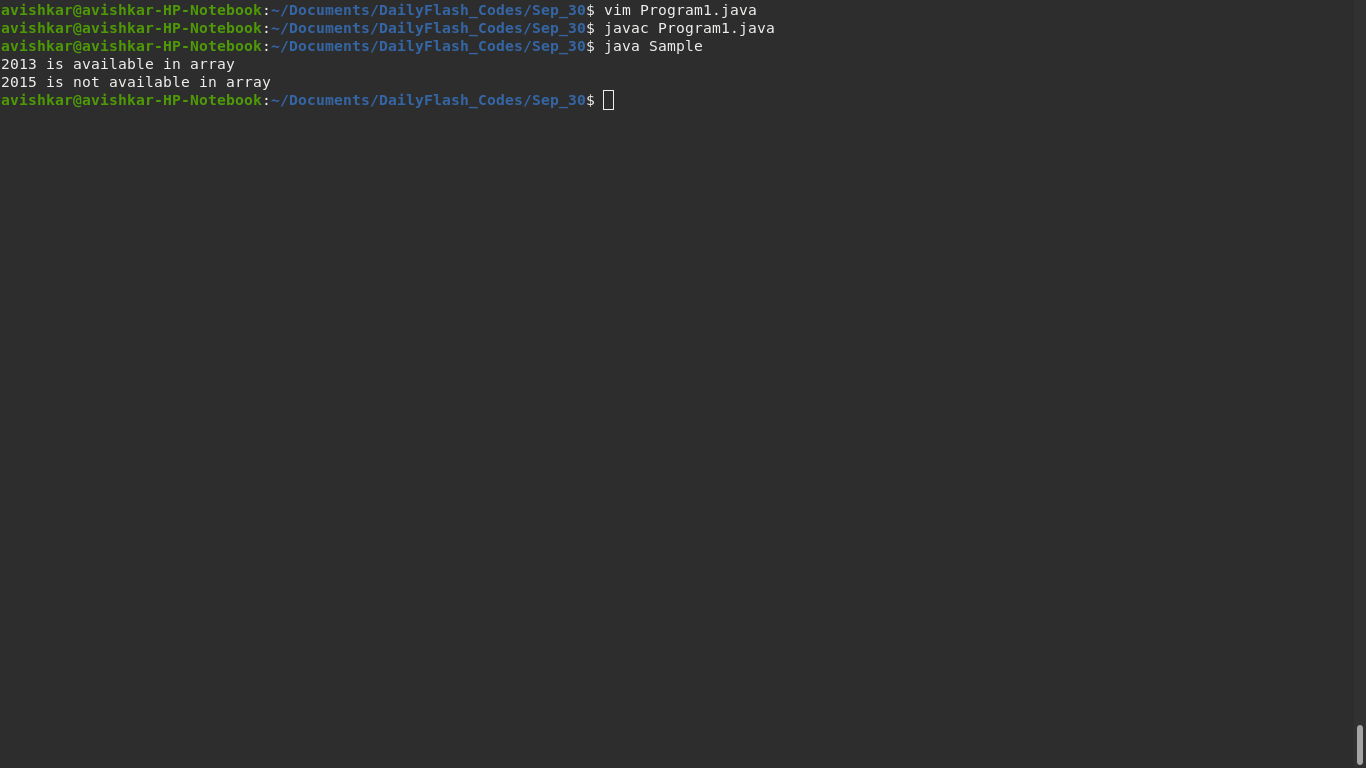 avishkar@avishkar-HP-Notebook:~/Documents/DailyFlash_Codes/Sep_30$ vim Program1.java
avishkar@avishkar-HP-Notebook:~/Documents/DailyFlash_Codes/Sep_30$ javac Program1.java
avishkar@avishkar-HP-Notebook:~/Documents/DailyFlash_Codes/Sep_30$ java Sample
2013 is available in array
2015 is not available in array
avishkar@avishkar-HP-Notebook:~/Documents/DailyFlash_Codes/Sep_30$